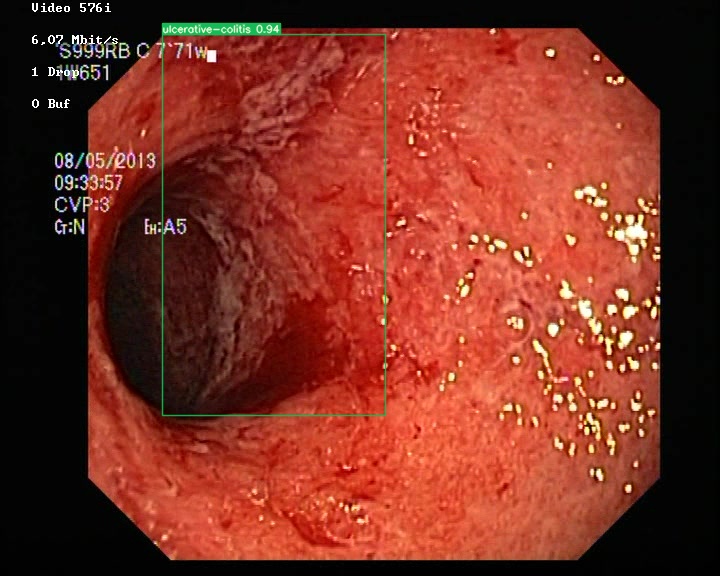 Video 576i
ulcerative-colitis 0.94
6,07 Mbit/s
S999RB C 7'71w
1 Drop
0 Buf
08/05/2013
09:33:57
CVP:3
Cr:N Eh:A5